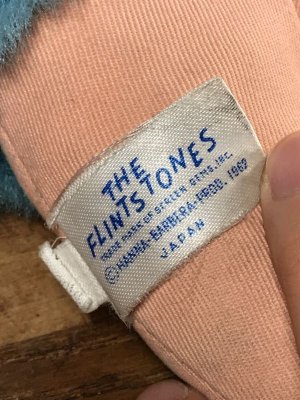 THE
FLINTSTONES
TRADE MARK OF SCREEN GEMS, INC.
© HANNA-BARBERA PROD. 1962
JAPAN